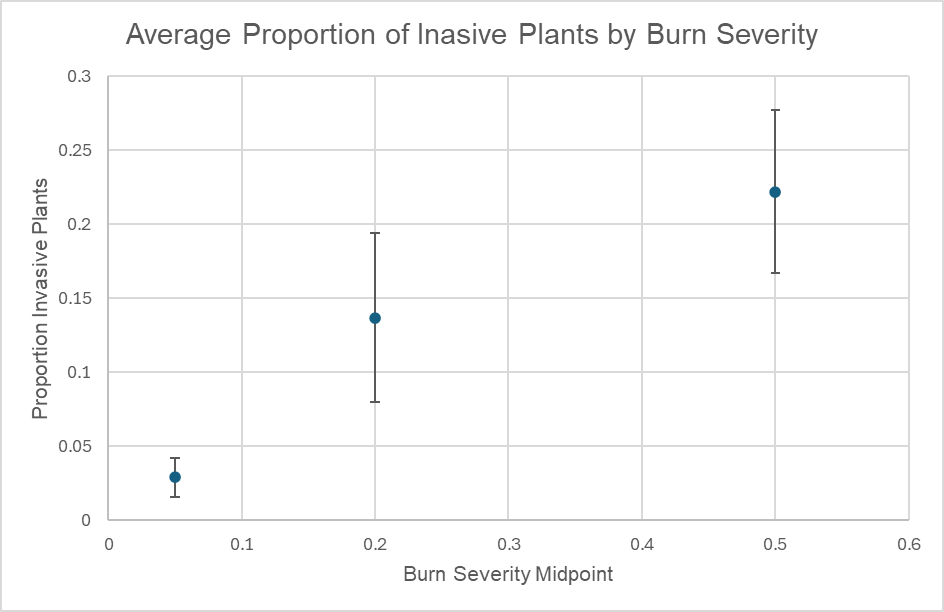 Average Proportion of Inasive Plants by Burn Severity
0.3
0.25
0.2
0.15
0.1
0.05
0
Proportion Invasive Plants
0 0.1 0.2 0.3 0.4 0.5 0.6
Burn Severity Midpoint